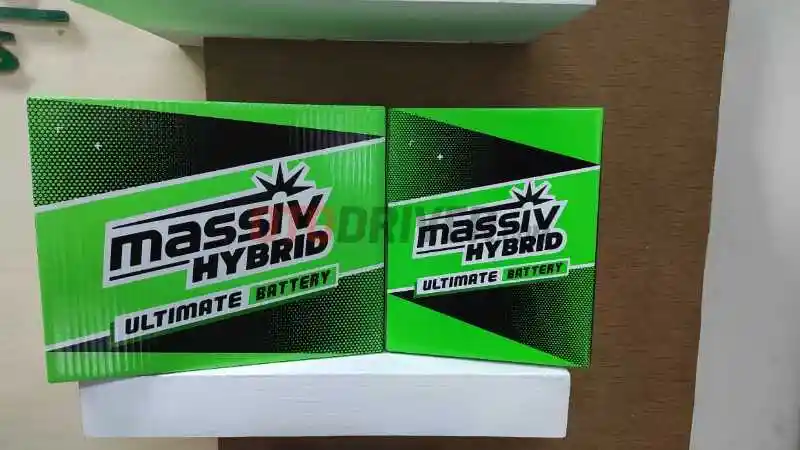 massiv
HYBRID
ULTIMATE BATTERY
massiv
HYBRID
ULTIMATE BATTERY